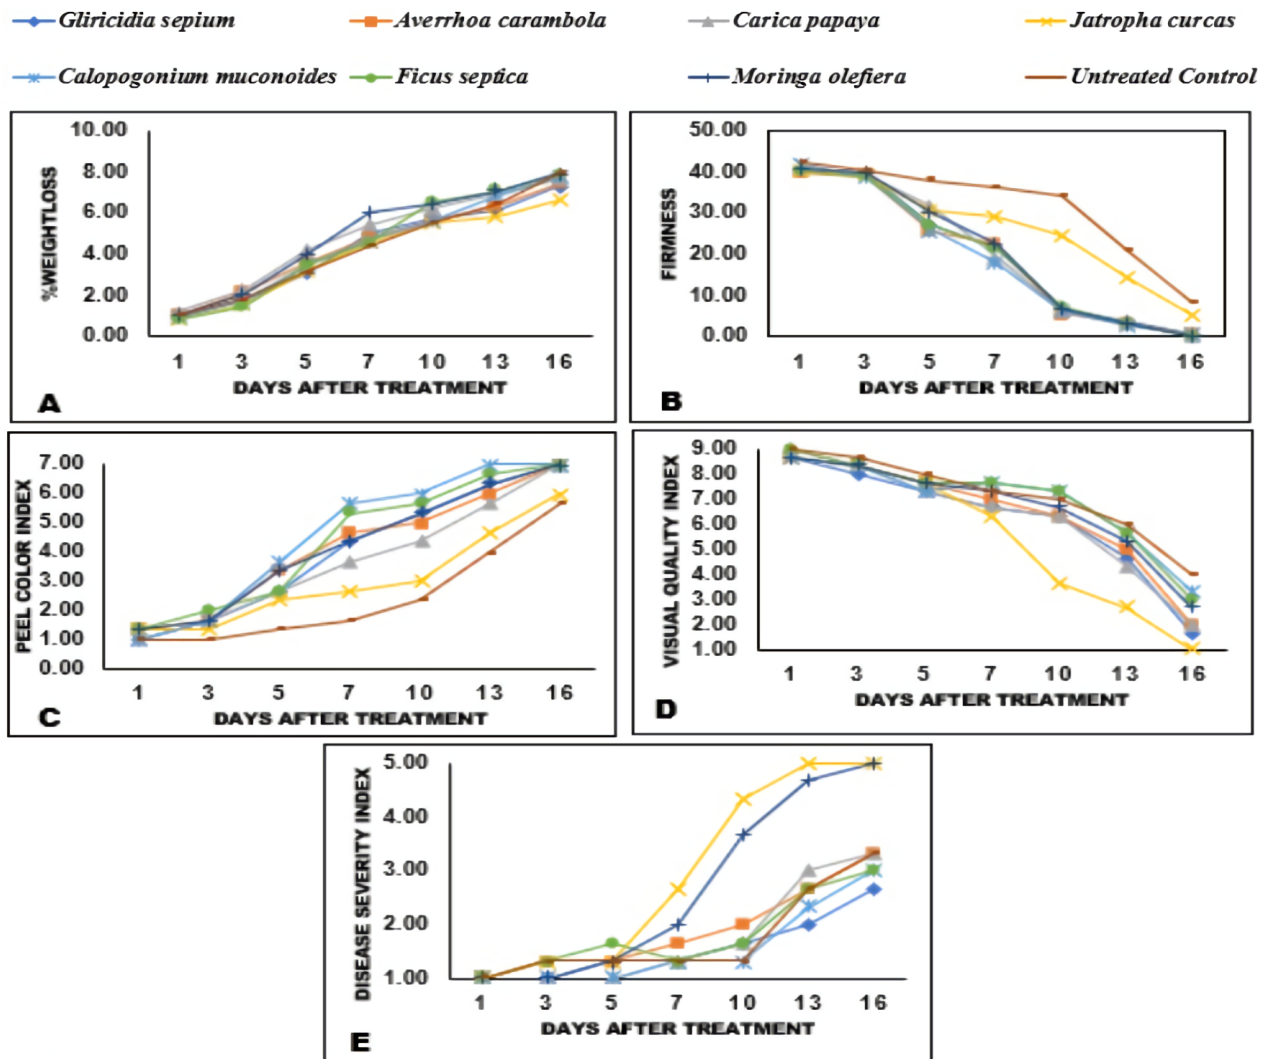 Gliricidia sepium Averrhoa carambola Carica papaya Jatropha curcas
Calopogonium muconoides Ficus septica Moringa olefiera Untreated Control
10.00
8.00
6.00
4.00
2.00
0.00
%WEIGHTLOSS
1 3 5 7 10 13 16
DAYS AFTER TREATMENT
A
50.00
40.00
30.00
20.00
10.00
0.00
FIRMNESS
1 3 5 7 10 13 16
DAYS AFTER TREATMENT
B
7.00
6.00
5.00
4.00
3.00
2.00
1.00
0.00
PEEL COLOR INDEX
1 3 5 7 10 13 16
DAYS AFTER TREATMENT
C
9.00
8.00
7.00
6.00
5.00
4.00
3.00
2.00
1.00
VISUAL QUALITY INDEX
1 3 5 7 10 13 16
DAYS AFTER TREATMENT
D
5.00
4.00
3.00
2.00
1.00
DISEASE SEVERITY INDEX
1 3 5 7 10 13 16
DAYS AFTER TREATMENT
E